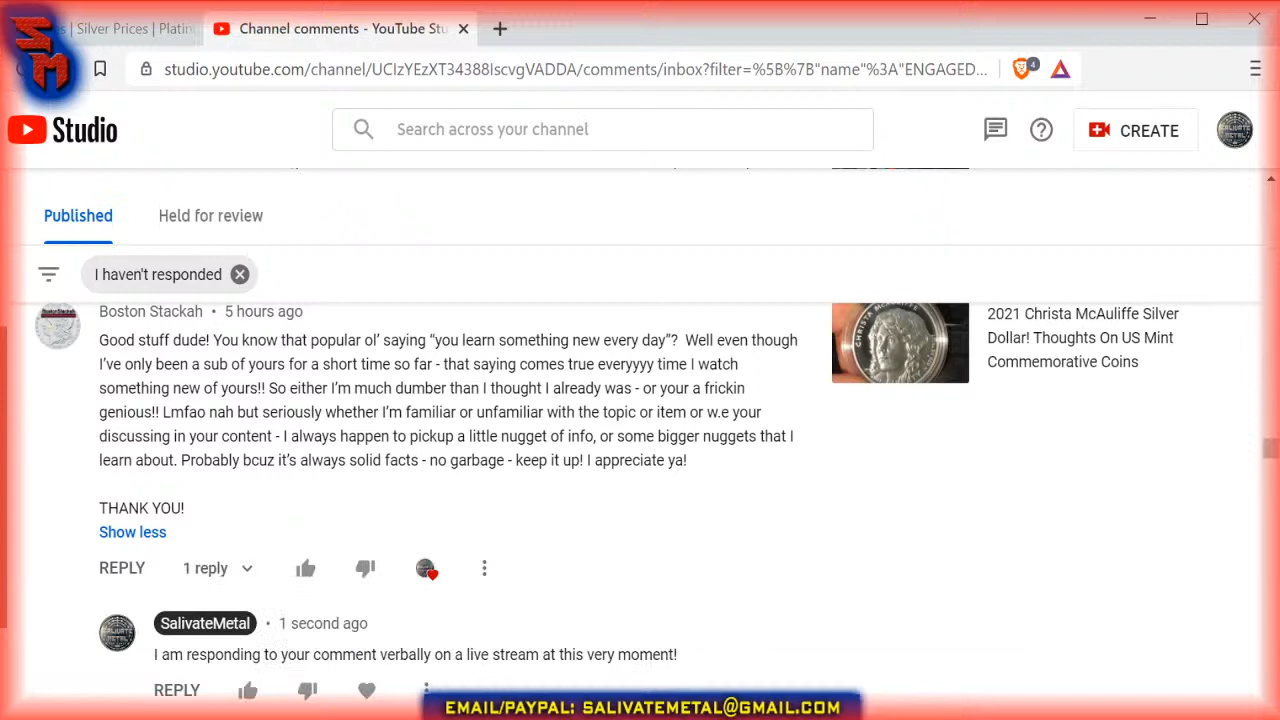 s | Silver Prices | Platin
Channel comments - YouTube Stu
studio.youtube.com/channel/UCIzYEzXT34388IscvgVADDA/comments/inbox?filter=%5B%7B"name"%3A"ENGAGED...
4
SM
Studio
Search across your channel
CREATE
Published
Held for review
I haven't responded
Boston Stackah • 5 hours ago
Good stuff dude! You know that popular ol’ saying “you learn something new every day”? Well even though
I’ve only been a sub of yours for a short time so far - that saying comes true everyyyy time I watch
something new of yours!! So either I’m much dumber than I thought I already was - or your a frickin
genious!! Lmfao nah but seriously whether I’m familiar or unfamiliar with the topic or item or w.e your
discussing in your content - I always happen to pickup a little nugget of info, or some bigger nuggets that I
learn about. Probably bcuz it’s always solid facts - no garbage - keep it up! I appreciate ya!
THANK YOU!
Show less
REPLY 1 reply
CHRISTA MCAULIFFE
2021 Christa McAuliffe Silver
Dollar! Thoughts On US Mint
Commemorative Coins
SALIVATE METAL
SalivateMetal • 1 second ago
I am responding to your comment verbally on a live stream at this very moment!
REPLY
EMAIL/PAYPAL: SALIVATEMETAL@GMAIL.COM